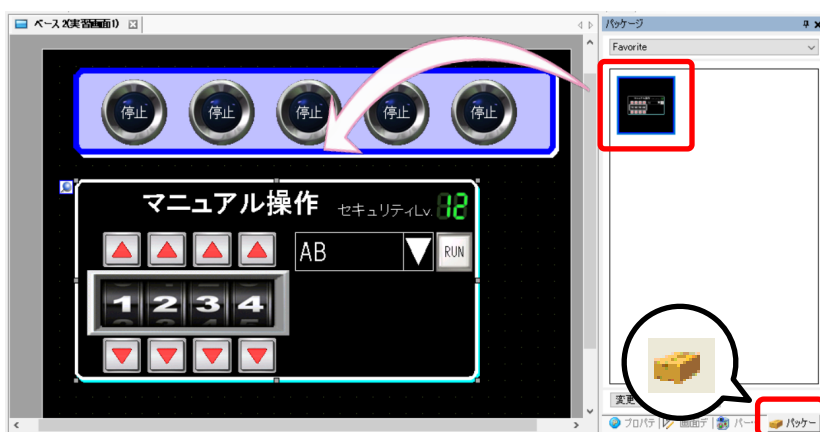 ベース 2(実習画面1)
パッケージ
Favorite
停止 停止 停止 停止 停止
マニュアル操作 セキュリティLv. 12
AB RUN
1 2 3 4
変更
プロパテ 画面デ パー パッケー